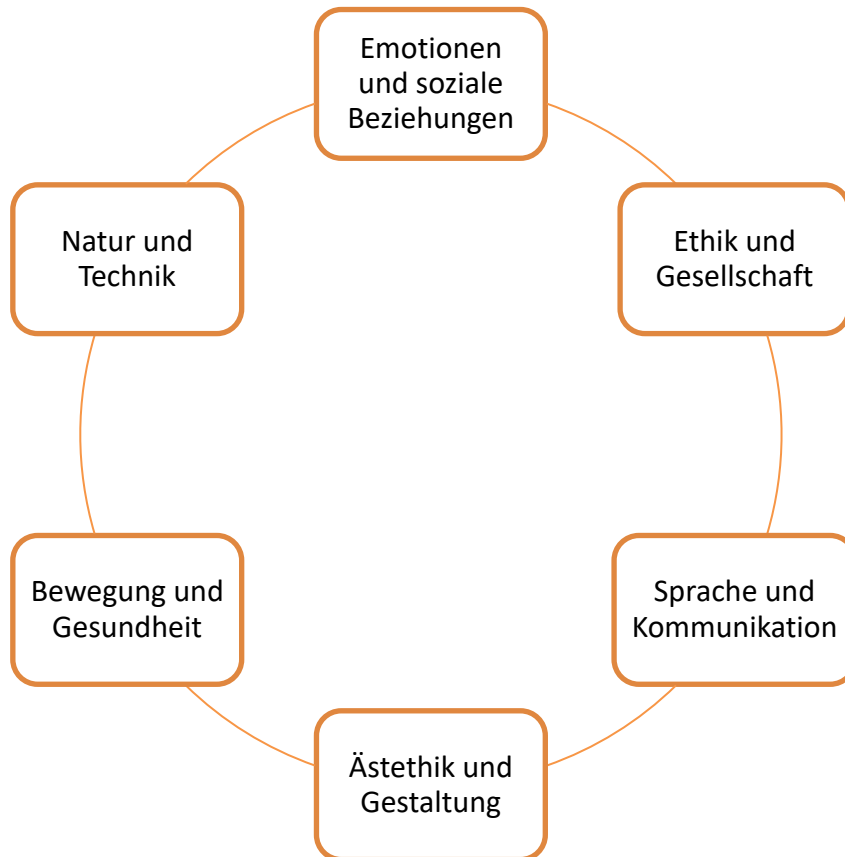 Emotionen
und soziale
Beziehungen
Ethik und
Gesellschaft
Sprache und
Kommunikation
Ästethik und
Gestaltung
Bewegung und
Gesundheit
Natur und
Technik